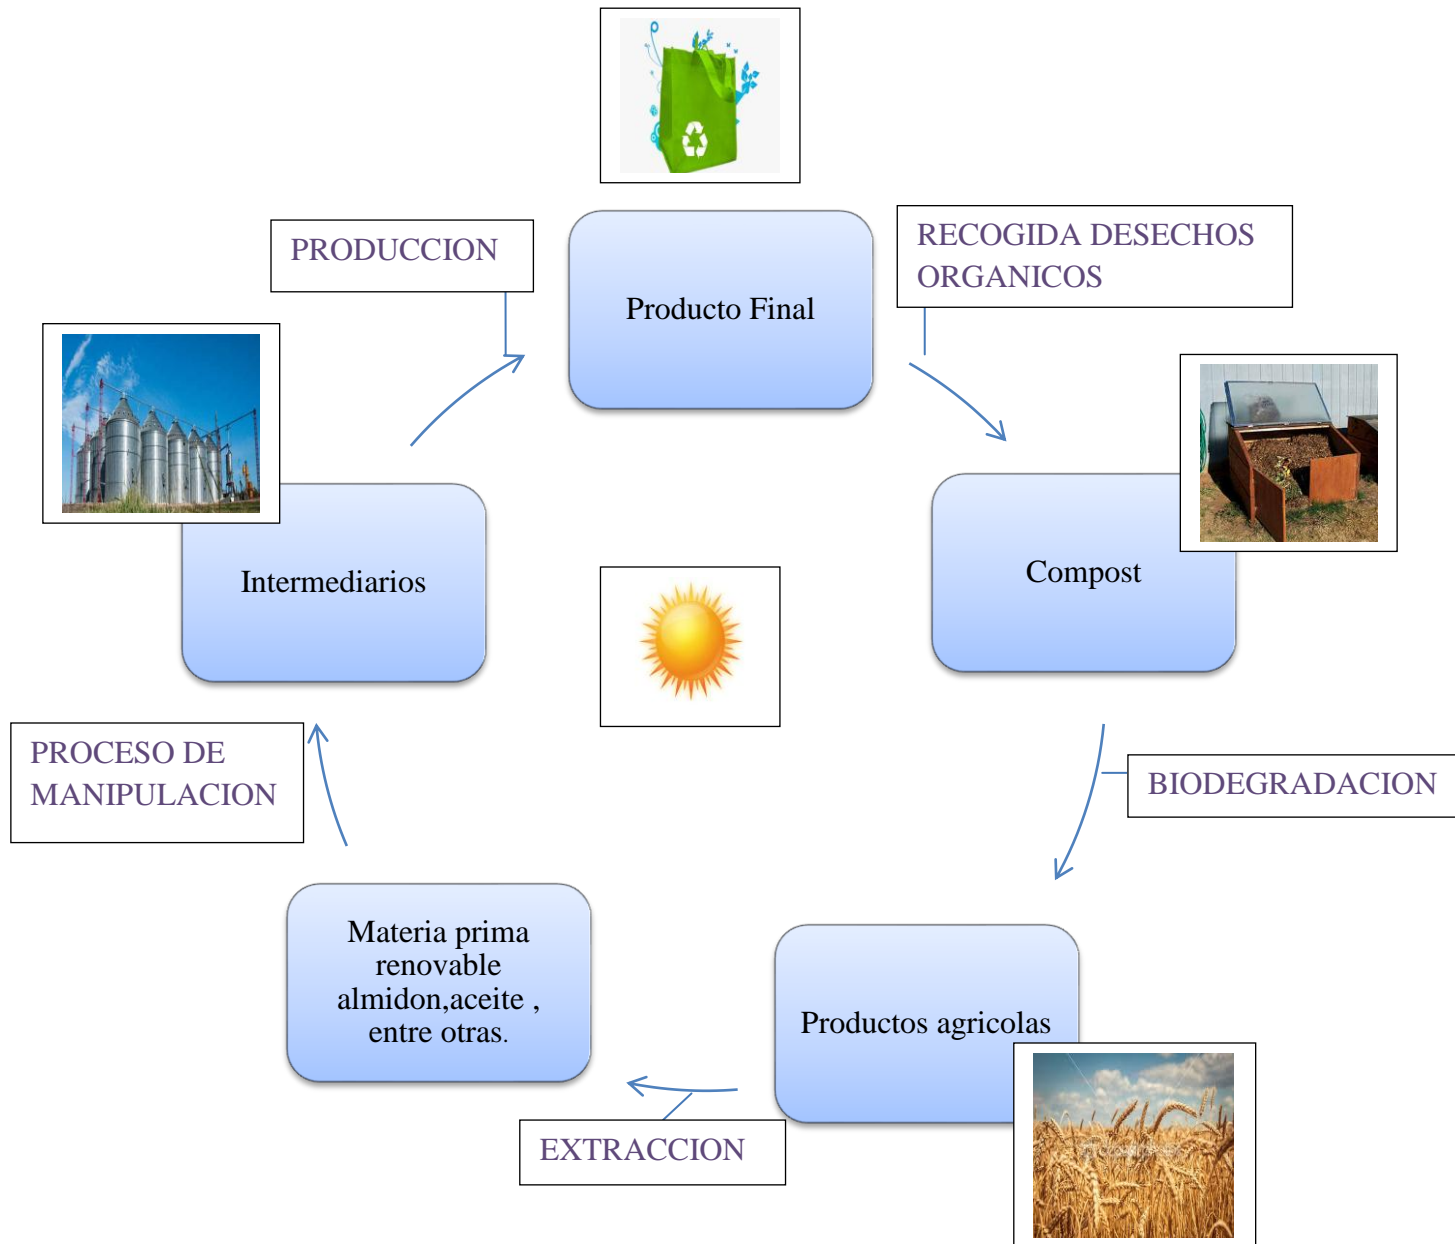 PRODUCCION
RECOGIDA DESECHOS
ORGANICOS
Producto Final
Intermediarios
Compost
PROCESO DE
MANIPULACION
BIODEGRADACION
Materia prima
renovable
almidon,aceite ,
entre otras.
Productos agricolas
EXTRACCION